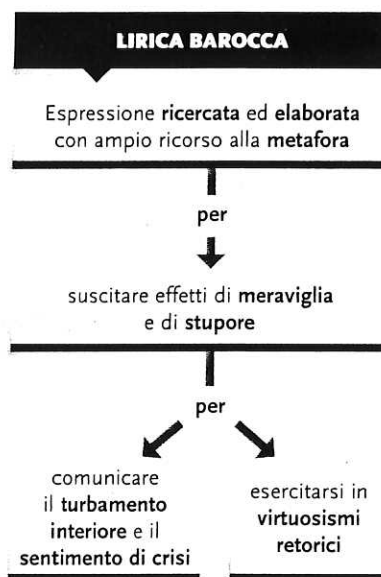 LIRICA BAROCCA
Espressione ricercata ed elaborata
con ampio ricorso alla metafora
per
suscitare effetti di meraviglia
e di stupore
per
comunicare
il turbamento
interiore e il
sentimento di crisi
esercitarsi in
virtuosismi
retorici